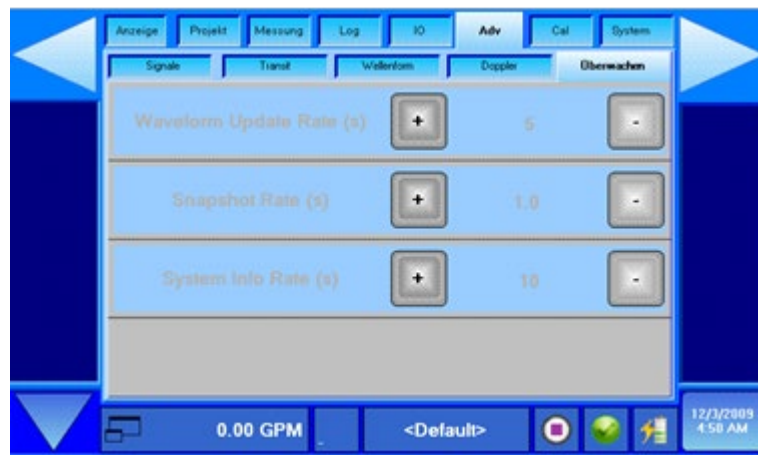 Anzeige Projekt Messung Log IO Adv Cal System
Signale Transit Wellenform Doppler Überwachen
Waveform Update Rate (s) + 5 -
Snapshot Rate (s) + 1.0 -
System Info Rate (s) + 10 -
0.00 GPM _ <Default> 12/3/2009
4:50 AM